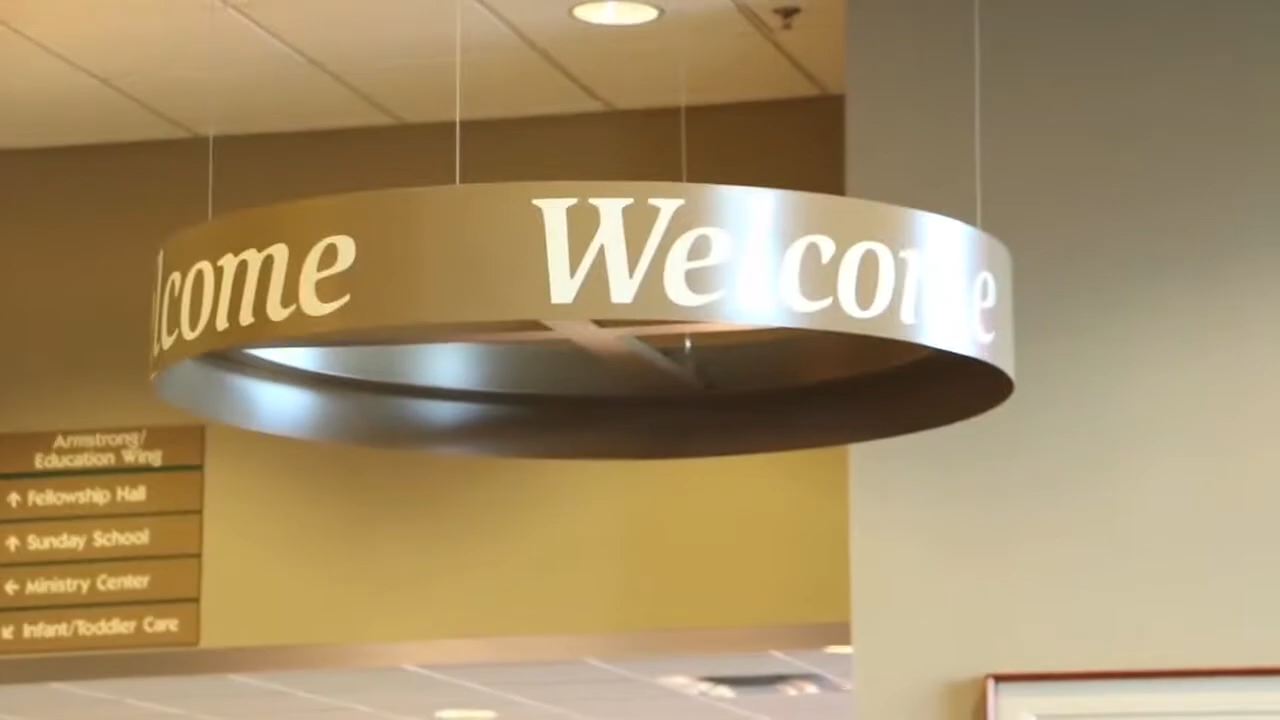 lcome Welcome
Armstrong/
Education Wing
↑ Fellowship Hall
↑ Sunday School
← Ministry Center
↙ Infant/Toddler Care